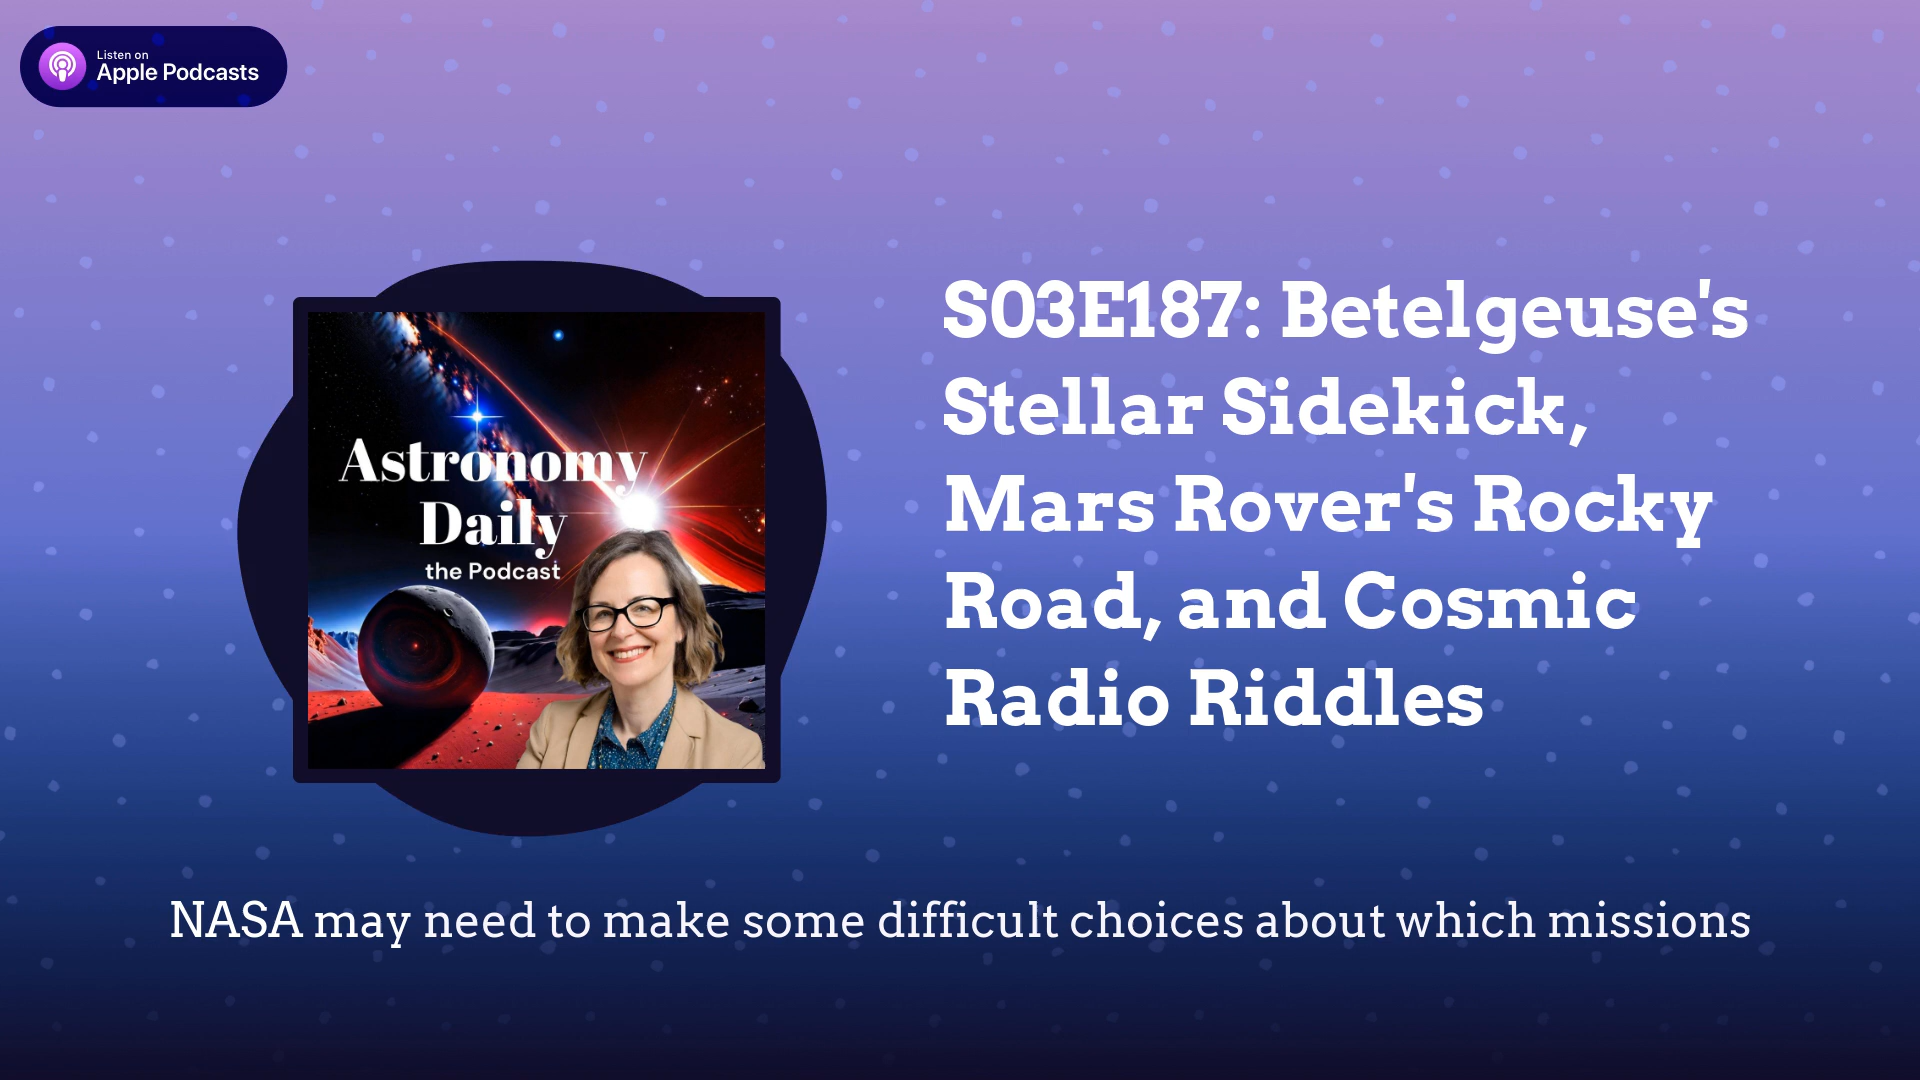 Listen on
Apple Podcasts
Astronomy
Daily
the Podcast
S03E187: Betelgeuse's
Stellar Sidekick,
Mars Rover's Rocky
Road, and Cosmic
Radio Riddles
NASA may need to make some difficult choices about which missions